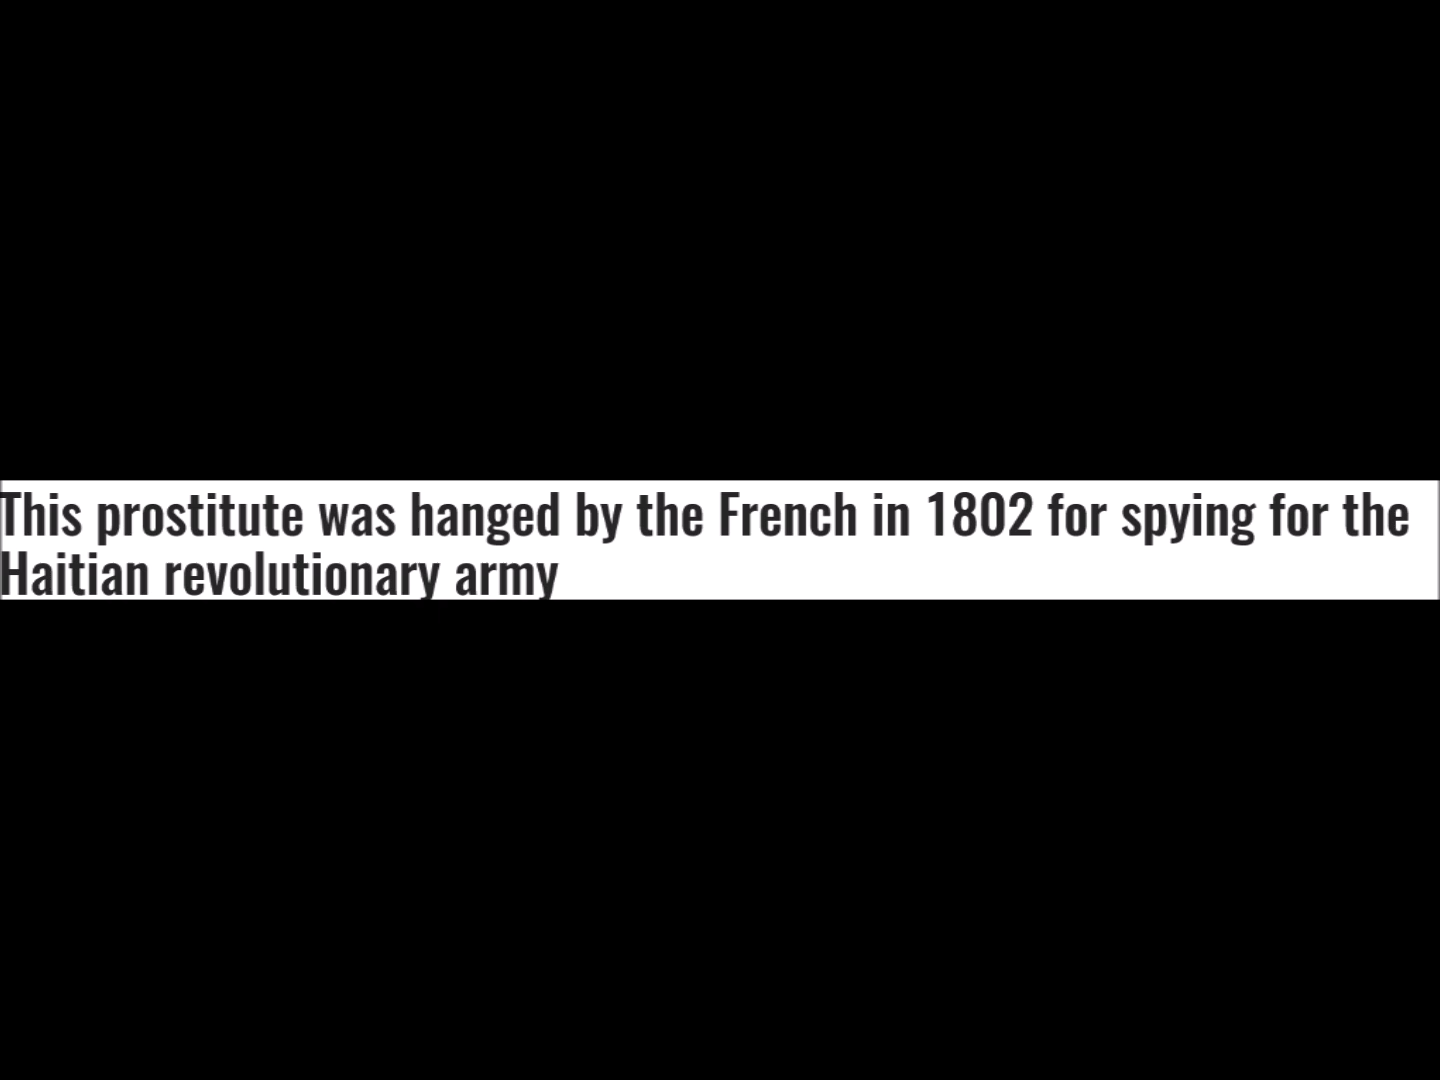 This prostitute was hanged by the French in 1802 for spying for the
Haitian revolutionary army